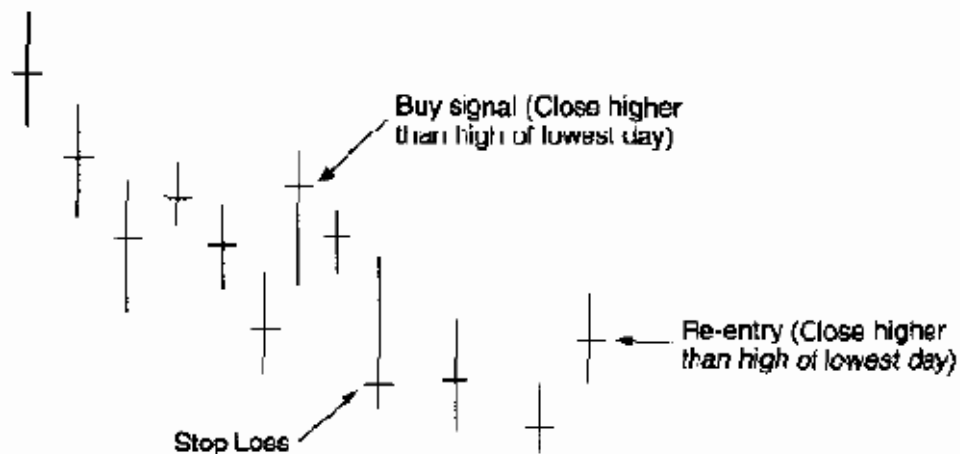 Buy signal (Close higher
than high of lowest day)
Re-entry (Close higher
than high of lowest day)
Stop Loss